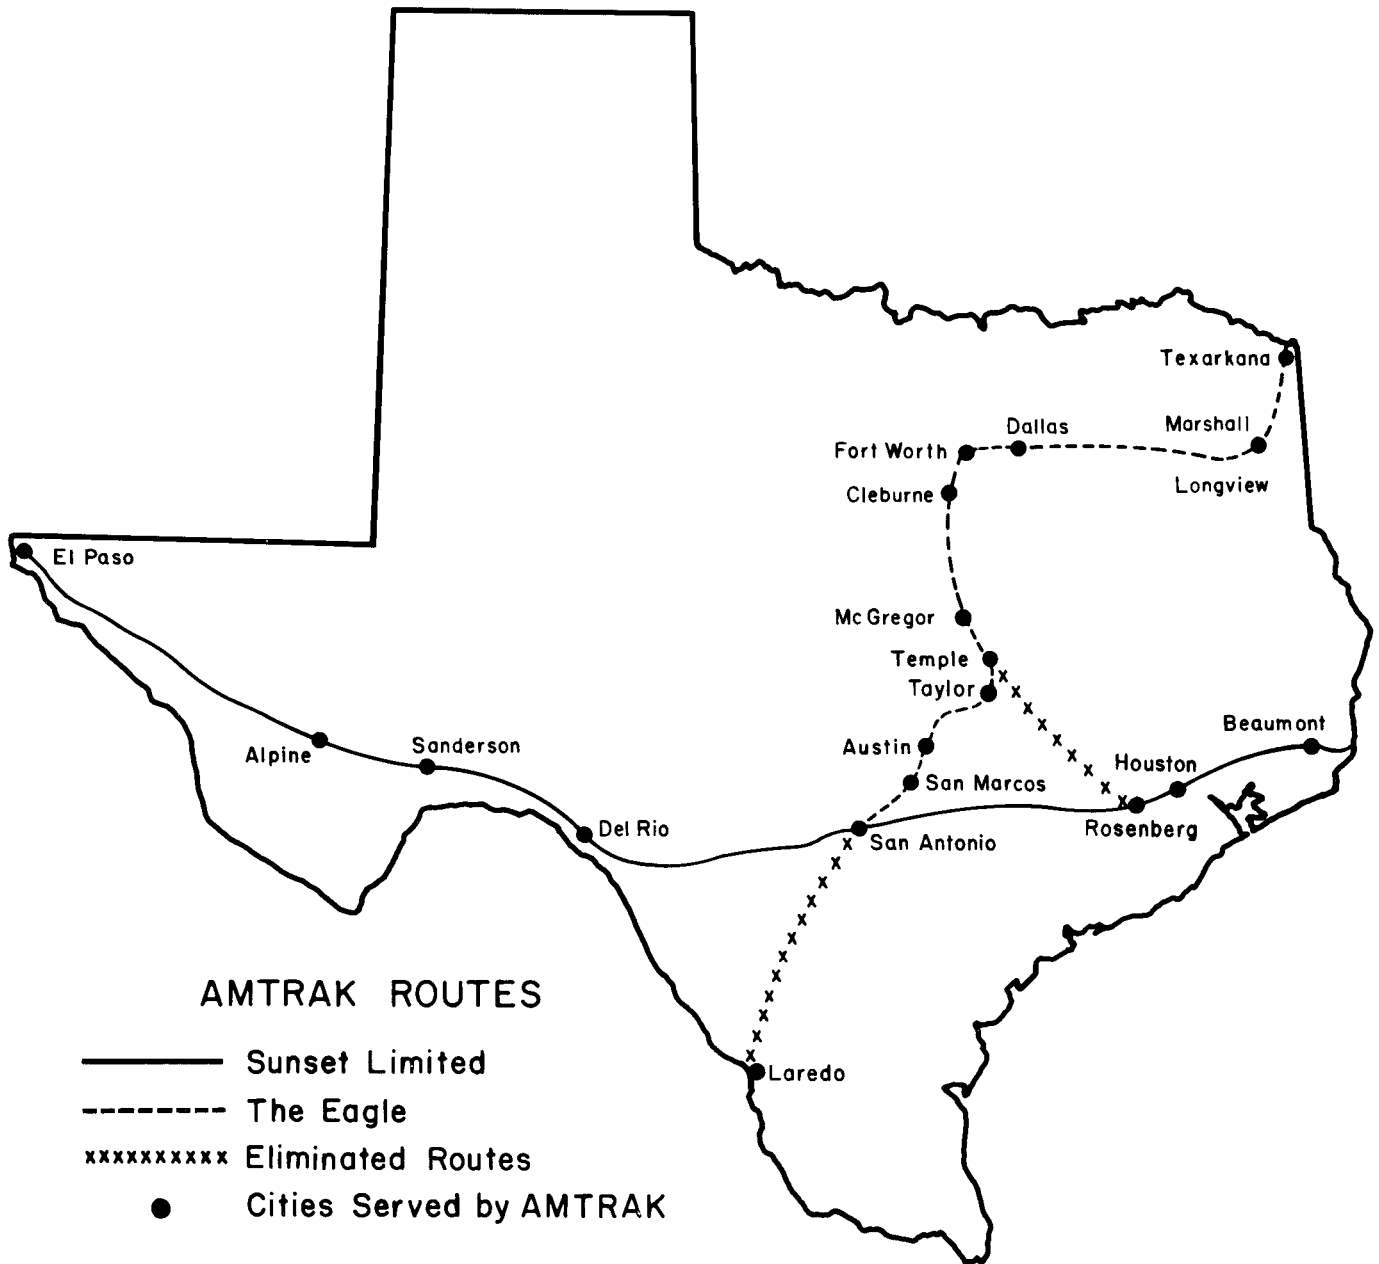 Texarkana
Marshall
Dallas
Fort Worth
Longview
Cleburne
El Paso
Mc Gregor
Temple
Taylor
Beaumont
Austin
Sanderson
Alpine
Houston
San Marcos
Del Rio
Rosenberg
San Antonio
AMTRAK ROUTES
Sunset Limited
Laredo
The Eagle
xxxxxxxxxx Eliminated Routes
Cities Served by AMTRAK